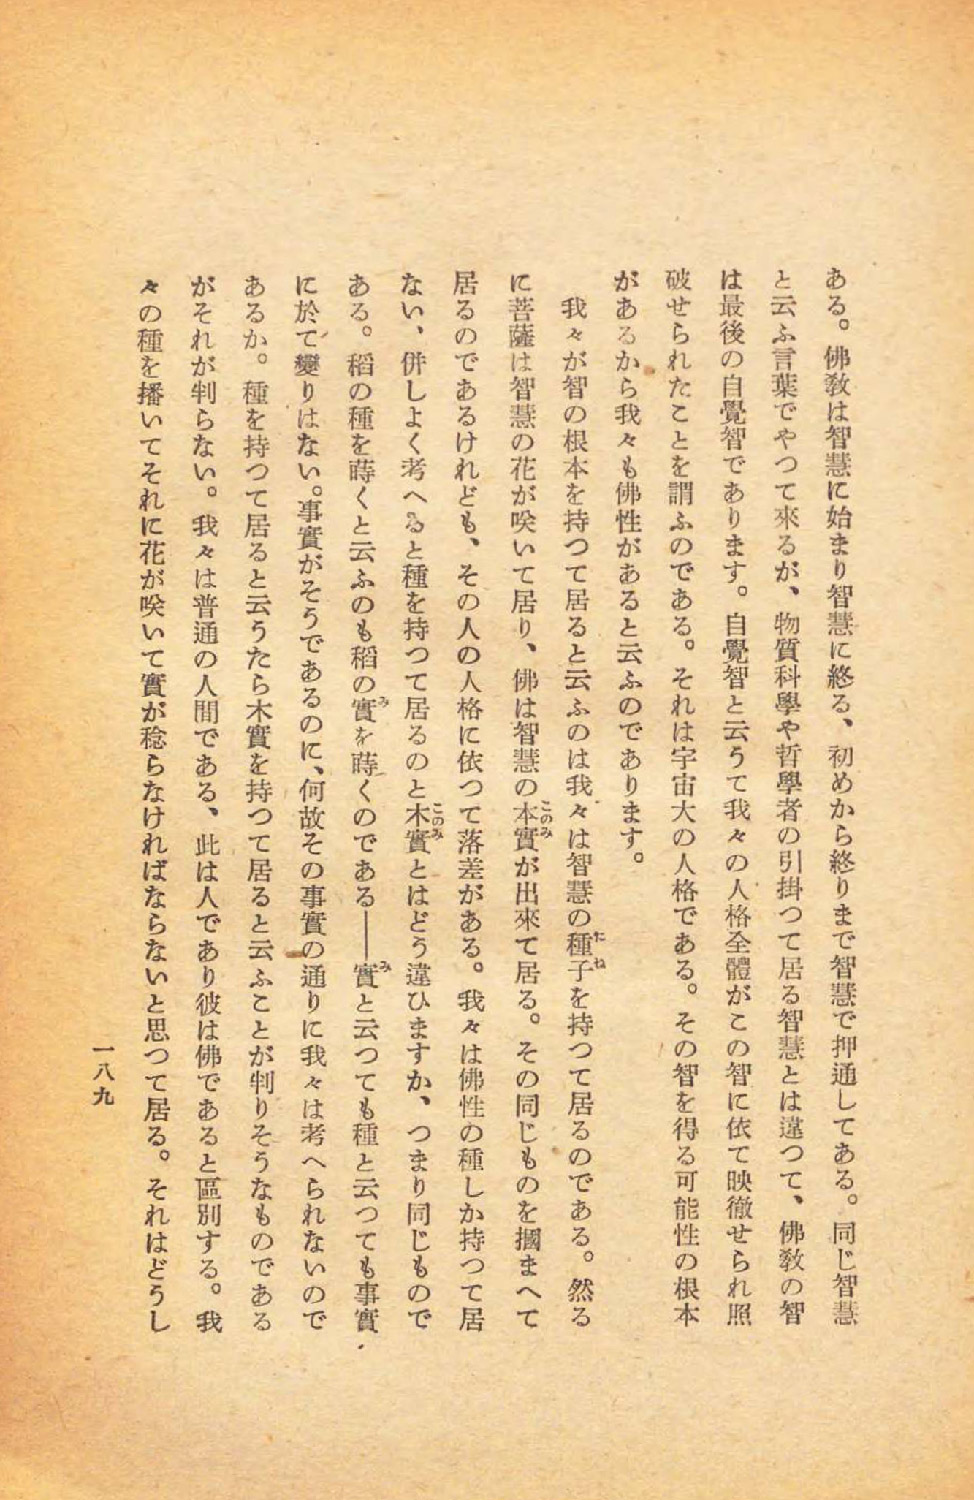 ある。佛敎は智慧に始まり智慧に終る、初めから終りまで智慧で押通してある。同じ智慧
と云ふ言葉でやつて來るが、物質科學や哲學者の引掛つて居る智慧とは違つて、佛敎の智
は最後の自覺智であります。自覺智と云うて我々の人格全體がこの智に依て映徹せられ照
破せられたことを謂ふのである。それは宇宙大の人格である。その智を得る可能性の根本
があるから我々も佛性があると云ふのであります。
我々が智の根本を持つて居ると云ふのは我々は智慧の種子たねを持つて居るのである。然る
に菩薩は智慧の花が咲いて居り、佛は智慧の本實このみが出來て居る。その同じものを摑まへて
居るのであるけれども、その人の人格に依つて落差がある。我々は佛性の種しか持つて居
ない、併しよく考へると種を持つて居るのと木實このみとはどう違ひますか、つまり同じもので
ある。稻の種を蒔くと云ふのも稻の實みを蒔くのである――實みと云つても種と云つても事實
に於て變りはない。事實がそうであるのに、何故その事實の通りに我々は考へられないので
あるか。種を持つて居ると云うたら木實を持つて居ると云ふことが判りそうなものである
がそれが判らない。我々は普通の人間である、此は人であり彼は佛であると區別する。我
々の種を播いてそれに花が咲いて實が稔らなければならないと思つて居る。それはどうし
一八九